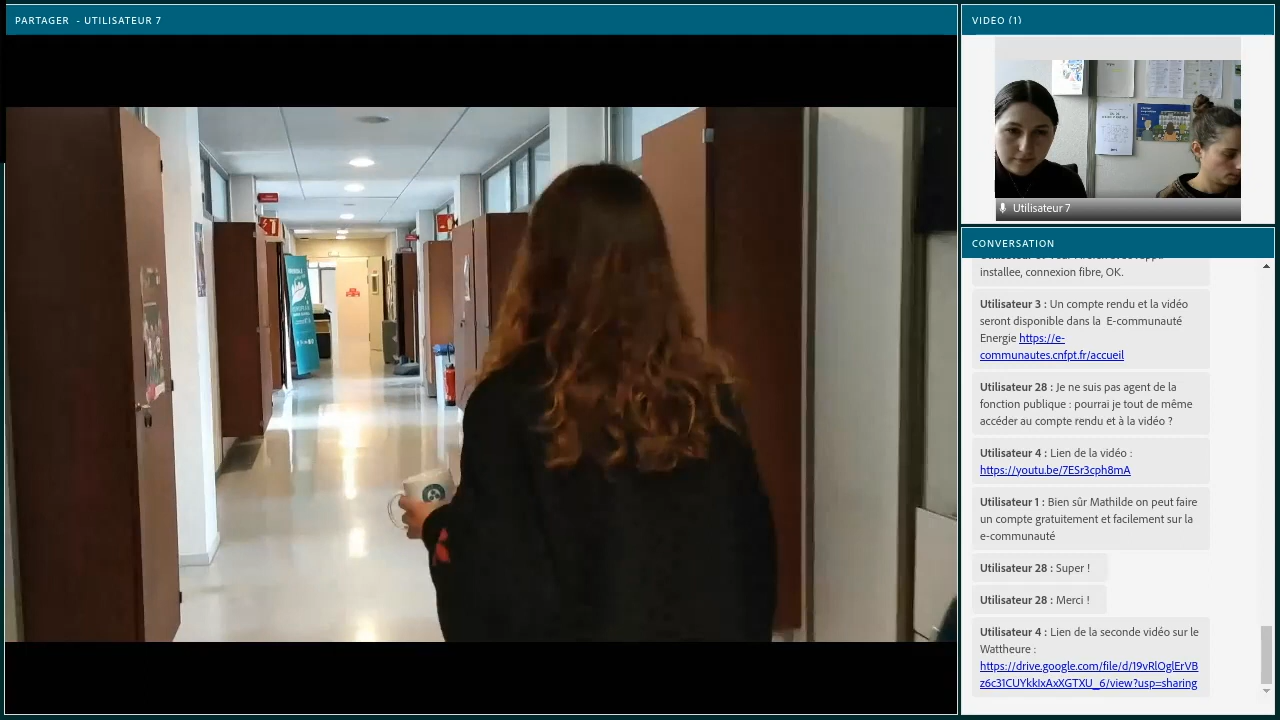 PARTAGER - UTILISATEUR 7
VIDEO (1)
Utilisateur 7
CONVERSATION
installee, connexion fibre, OK.
Utilisateur 3 : Un compte rendu et la vidéo
seront disponible dans la E-communauté
Energie https://e-
communautes.cnfpt.fr/accueil
Utilisateur 28 : Je ne suis pas agent de la
fonction publique : pourrai je tout de même
accéder au compte rendu et à la vidéo ?
Utilisateur 4 : Lien de la vidéo :
https://youtu.be/7ESr3cph8mA
Utilisateur 1 : Bien sûr Mathilde on peut faire
un compte gratuitement et facilement sur la
e-communauté
Utilisateur 28 : Super !
Utilisateur 28 : Merci !
Utilisateur 4 : Lien de la seconde vidéo sur le
Wattheure :
https://drive.google.com/file/d/19vRlOglErVB
z6c31CUYkkIxAxXGTXU_6/view?usp=sharing